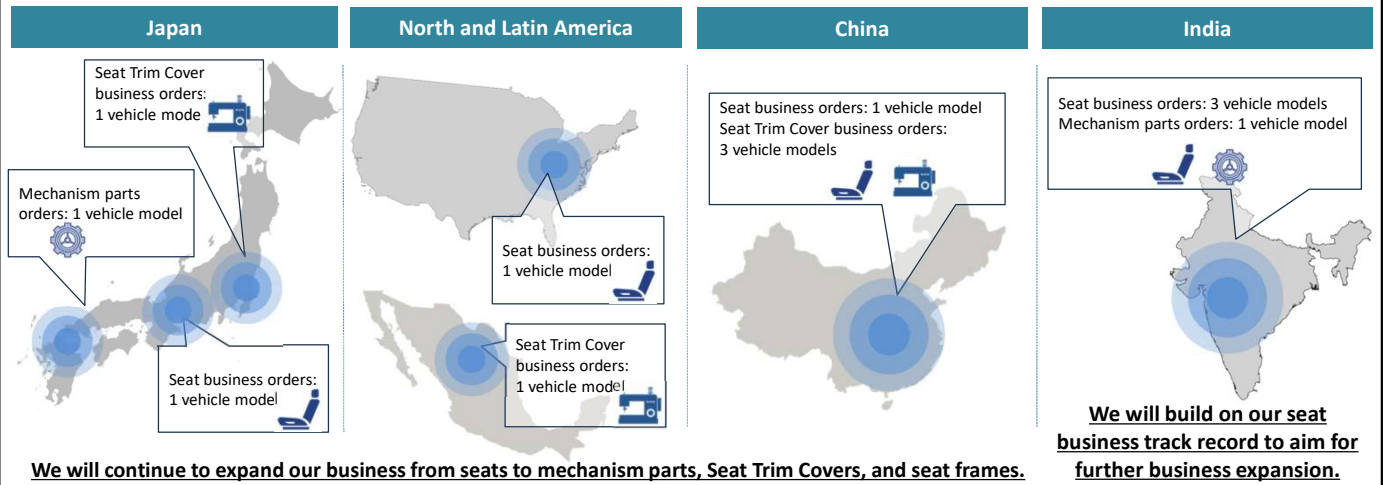 Japan
Seat Trim Cover
business orders:
1 vehicle mode
Mechanism parts
orders: 1 vehicle model
Seat business orders:
1 vehicle model
North and Latin America
Seat business orders:
1 vehicle model
Seat Trim Cover
business orders:
1 vehicle model
China
Seat business orders: 1 vehicle model
Seat Trim Cover business orders:
3 vehicle models
India
Seat business orders: 3 vehicle models
Mechanism parts orders: 1 vehicle model
We will build on our seat
business track record to aim for
further business expansion.
We will continue to expand our business from seats to mechanism parts, Seat Trim Covers, and seat frames.